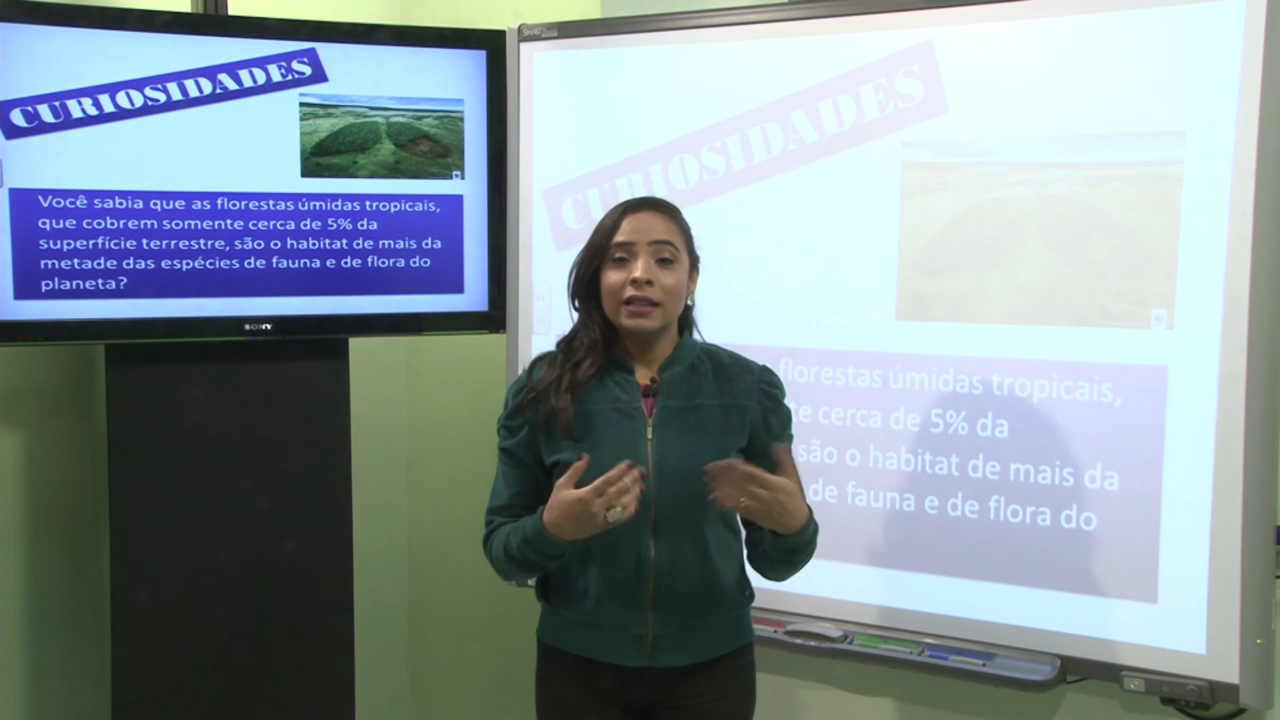 CURIOSIDADES
Você sabia que as florestas úmidas tropicais,
que cobrem somente cerca de 5% da
superfície terrestre, são o habitat de mais da
metade das espécies de fauna e de flora do
planeta?
SONY
SMART
CURIOSIDADES
florestas úmidas tropicais,
cerca de 5% da
são o habitat de mais da
de fauna e de flora do